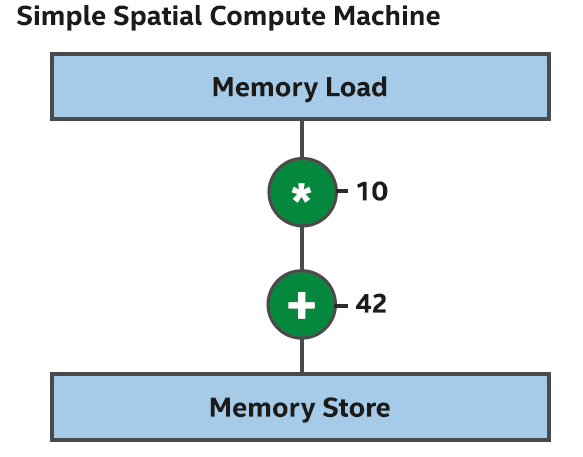 Simple Spatial Compute Machine
Memory Load
* 10
+ 42
Memory Store